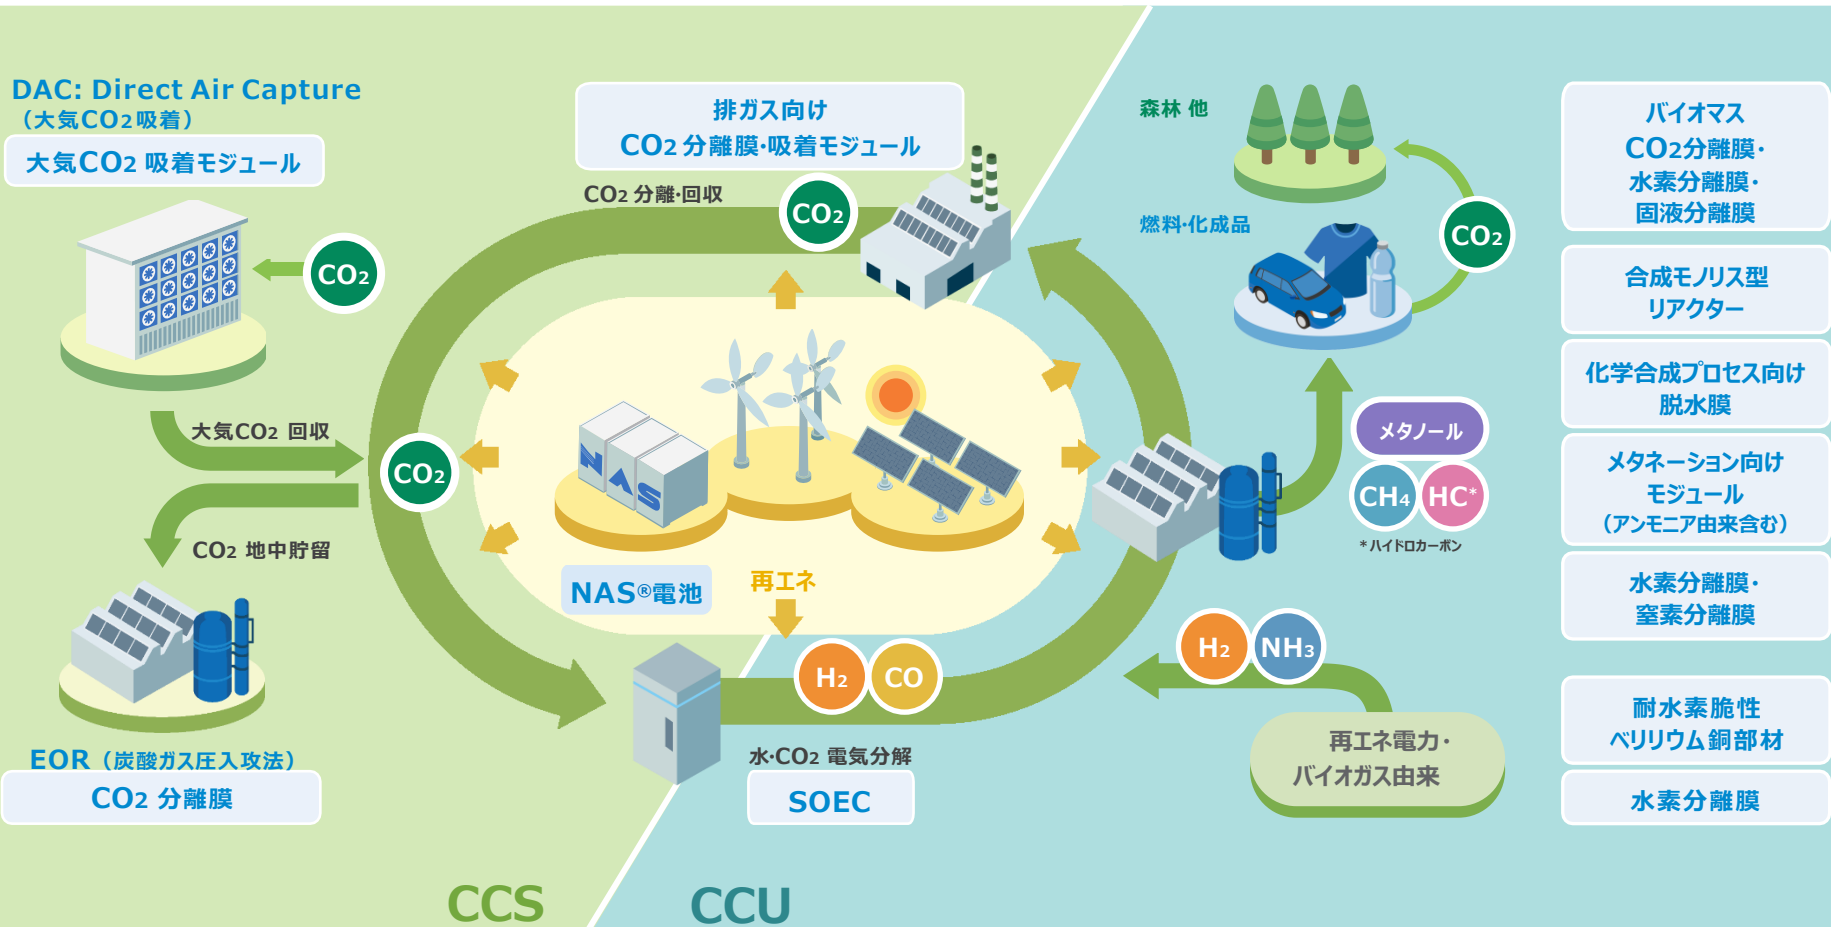 DAC: Direct Air Capture
（大気CO2吸着）
大気CO2 吸着モジュール
CO2
大気CO2 回収
CO2 地中貯留
EOR（炭酸ガス圧入攻法）
CO2 分離膜
排ガス向け
CO2 分離膜・吸着モジュール
CO2 分離・回収
CO2
CO2
NAS
NAS®電池
再エネ
H2
CO
水・CO2 電気分解
SOEC
CCS
CCU
森林 他
燃料・化成品
CO2
メタノール
CH4
HC*
*ハイドロカーボン
H2
NH3
再エネ電力・
バイオガス由来
バイオマス
CO2分離膜・
水素分離膜・
固液分離膜
合成モノリス型
リアクター
化学合成プロセス向け
脱水膜
メタネーション向け
モジュール
（アンモニア由来含む）
水素分離膜・
窒素分離膜
耐水素脆性
ベリリウム銅部材
水素分離膜